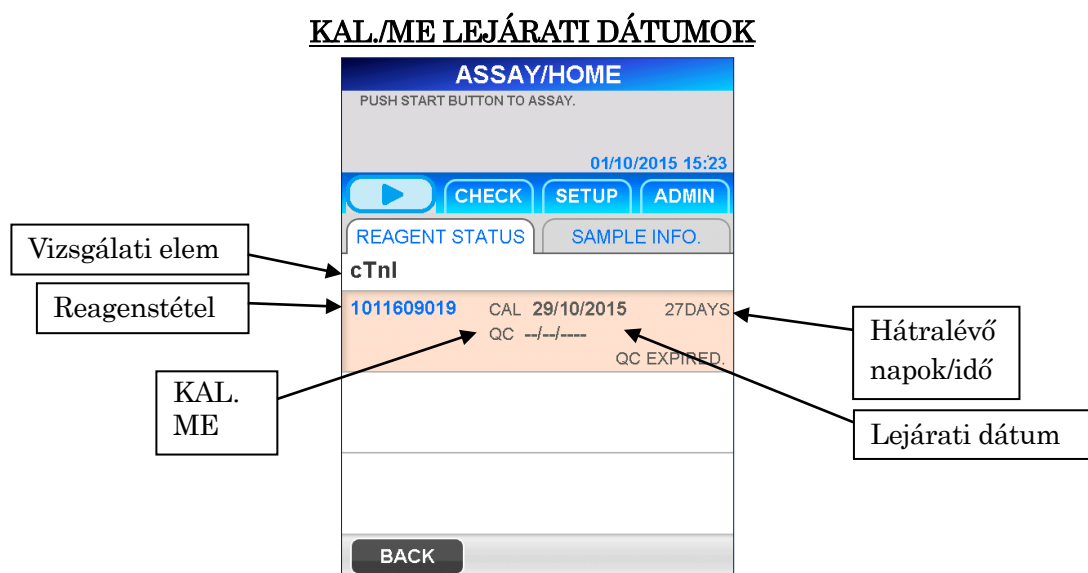 KAL./ME LEJÁRATI DÁTUMOK
ASSAY/HOME
PUSH START BUTTON TO ASSAY.
01/10/2015 15:23
CHECK SETUP ADMIN
REAGENT STATUS SAMPLE INFO.
Vizsgálati elem
cTnI
Reagenstétel
1011609019 CAL 29/10/2015 27DAYS
QC --/--/----
QC EXPIRED.
Hátralévő
napok/idő
KAL.
ME
Lejárati dátum
BACK